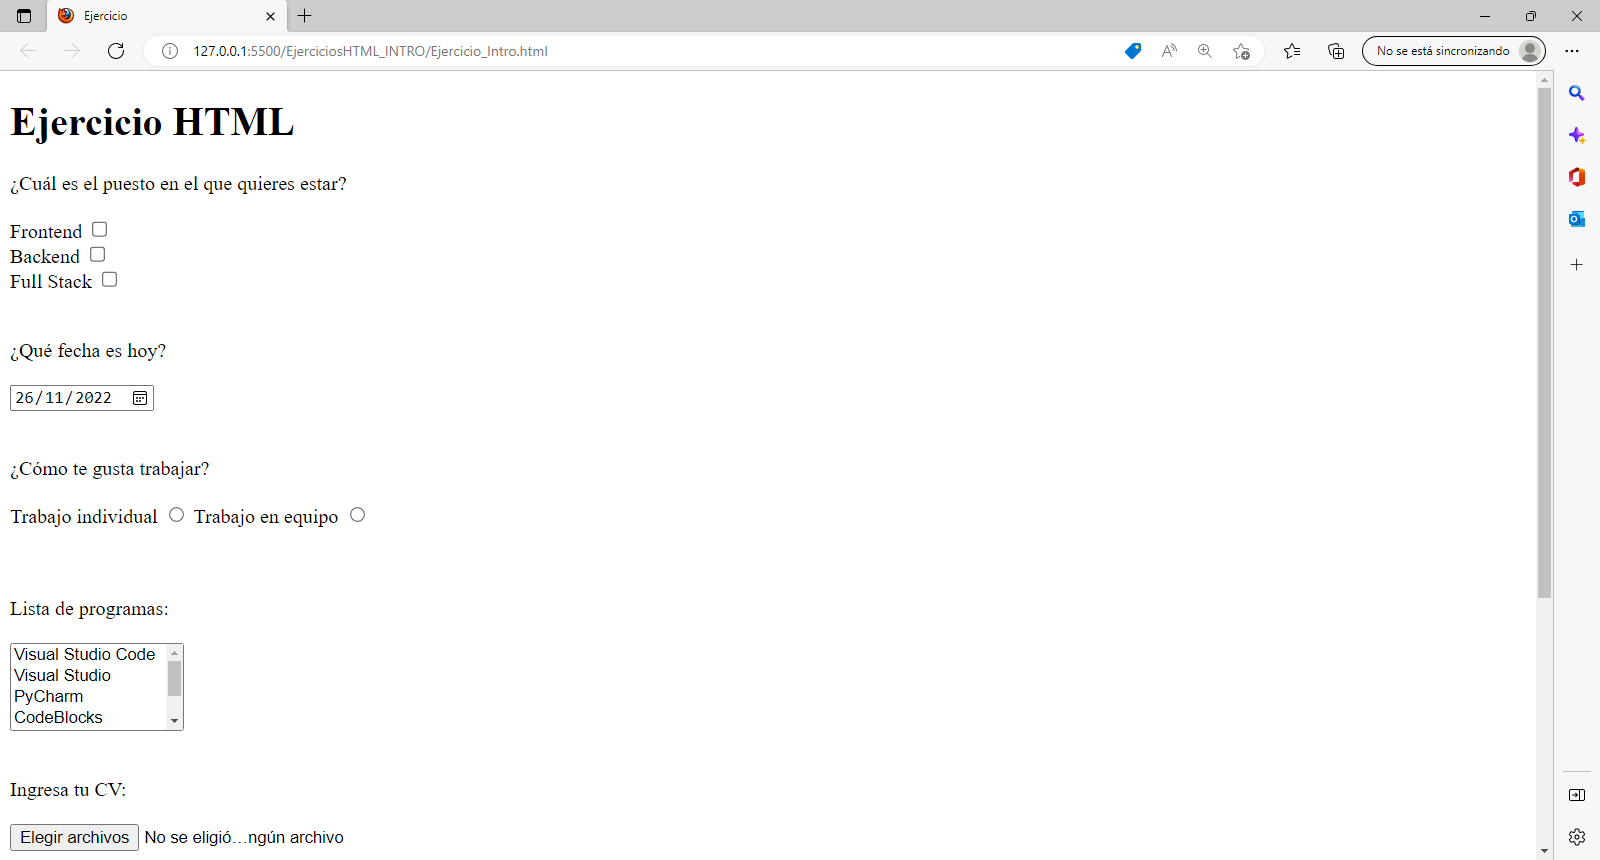 Ejercicio
127.0.0.1:5500/EjerciciosHTML_INTRO/Ejercicio_Intro.html
No se está sincronizando
Ejercicio HTML
¿Cuál es el puesto en el que quieres estar?
Frontend
Backend
Full Stack
¿Qué fecha es hoy?
26/11/2022
¿Cómo te gusta trabajar?
Trabajo individual Trabajo en equipo
Lista de programas:
Visual Studio Code
Visual Studio
PyCharm
CodeBlocks
Ingresa tu CV:
Elegir archivos No se eligió…ngún archivo